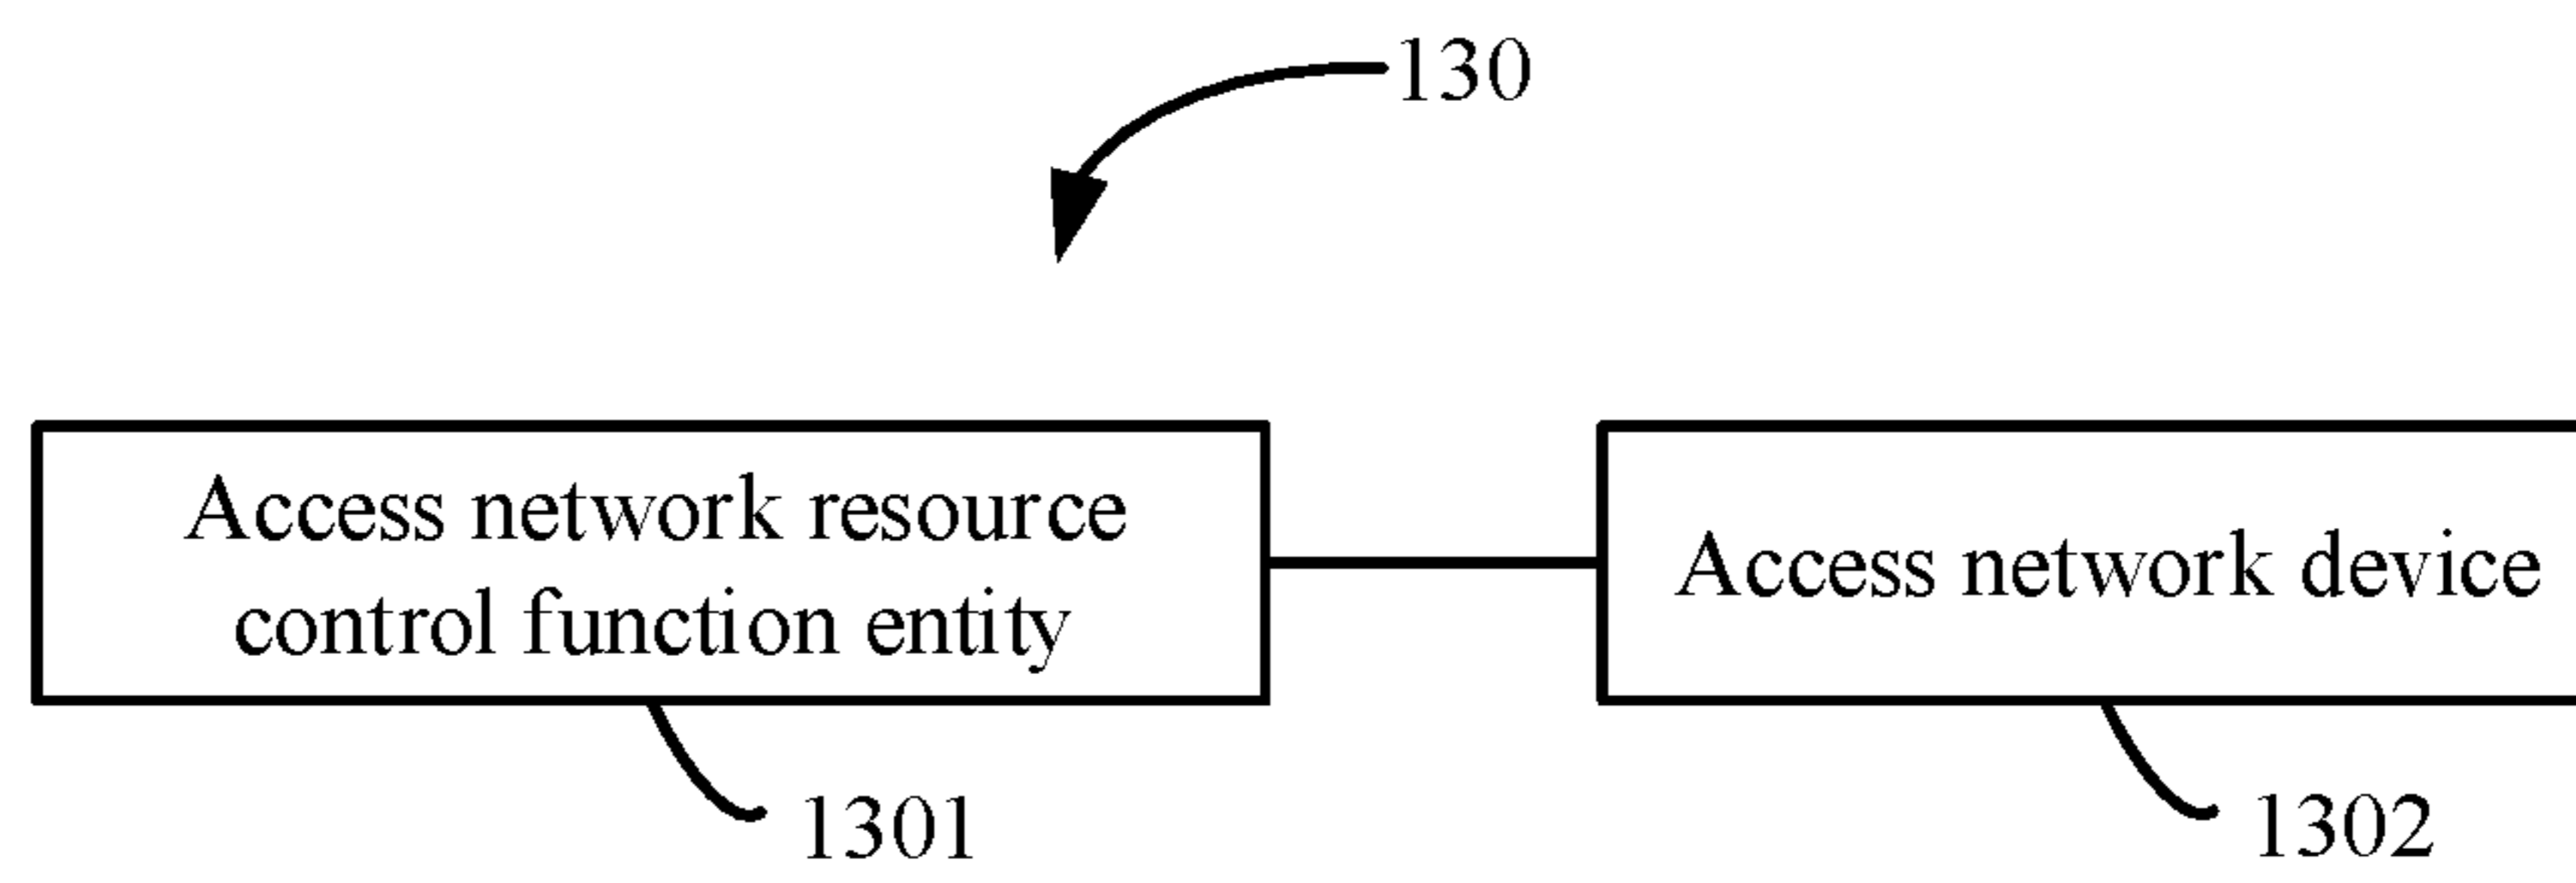 130
Access network resource
control function entity
Access network device
1301
1302